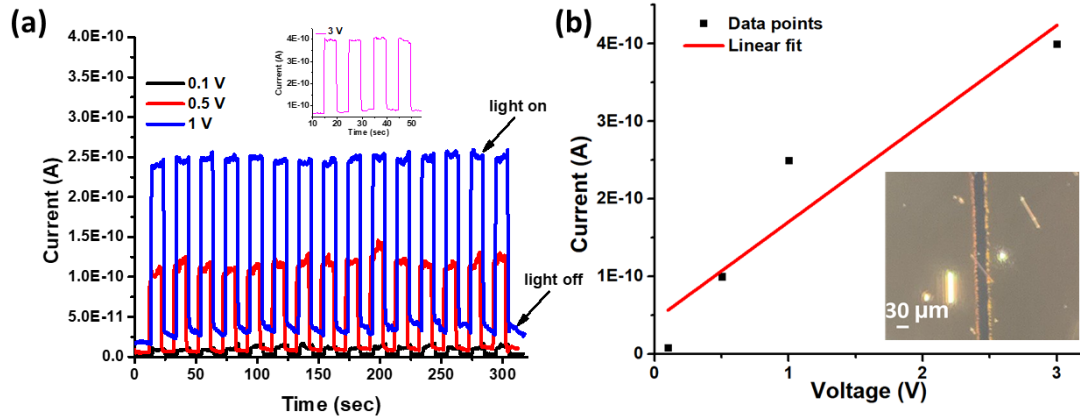 (a)
4.0E-10
3.5E-10
3.0E-10
2.5E-10
2.0E-10
1.5E-10
1.0E-10
5.0E-11
0.0
Current (A)
0.1 V
0.5 V
1 V
3 V
4E-10
3E-10
2E-10
1E-10
Current (A)
10 20 30 40 50
Time (sec)
light on
light off
0 50 100 150 200 250 300
Time (sec)
(b)
Data points
Linear fit
4E-10
3E-10
2E-10
1E-10
0
Current (A)
30 µm
0 1 2 3
Voltage (V)